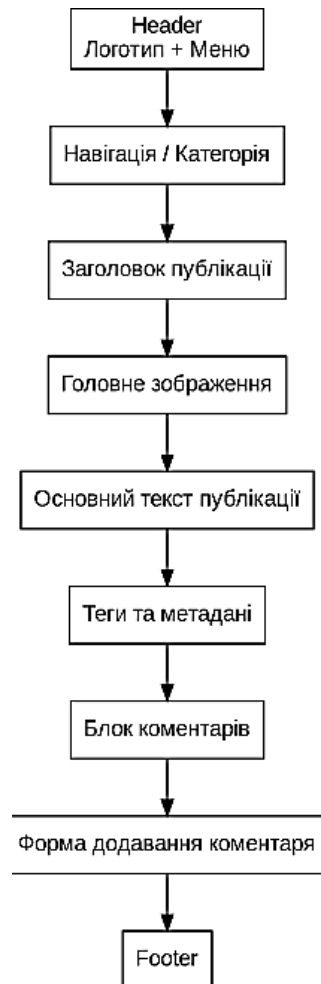 Header
Логотип + Меню
Навігація / Категорія
Заголовок публікації
Головне зображення
Основний текст публікації
Теги та метадані
Блок коментарів
Форма додавання коментаря
Footer